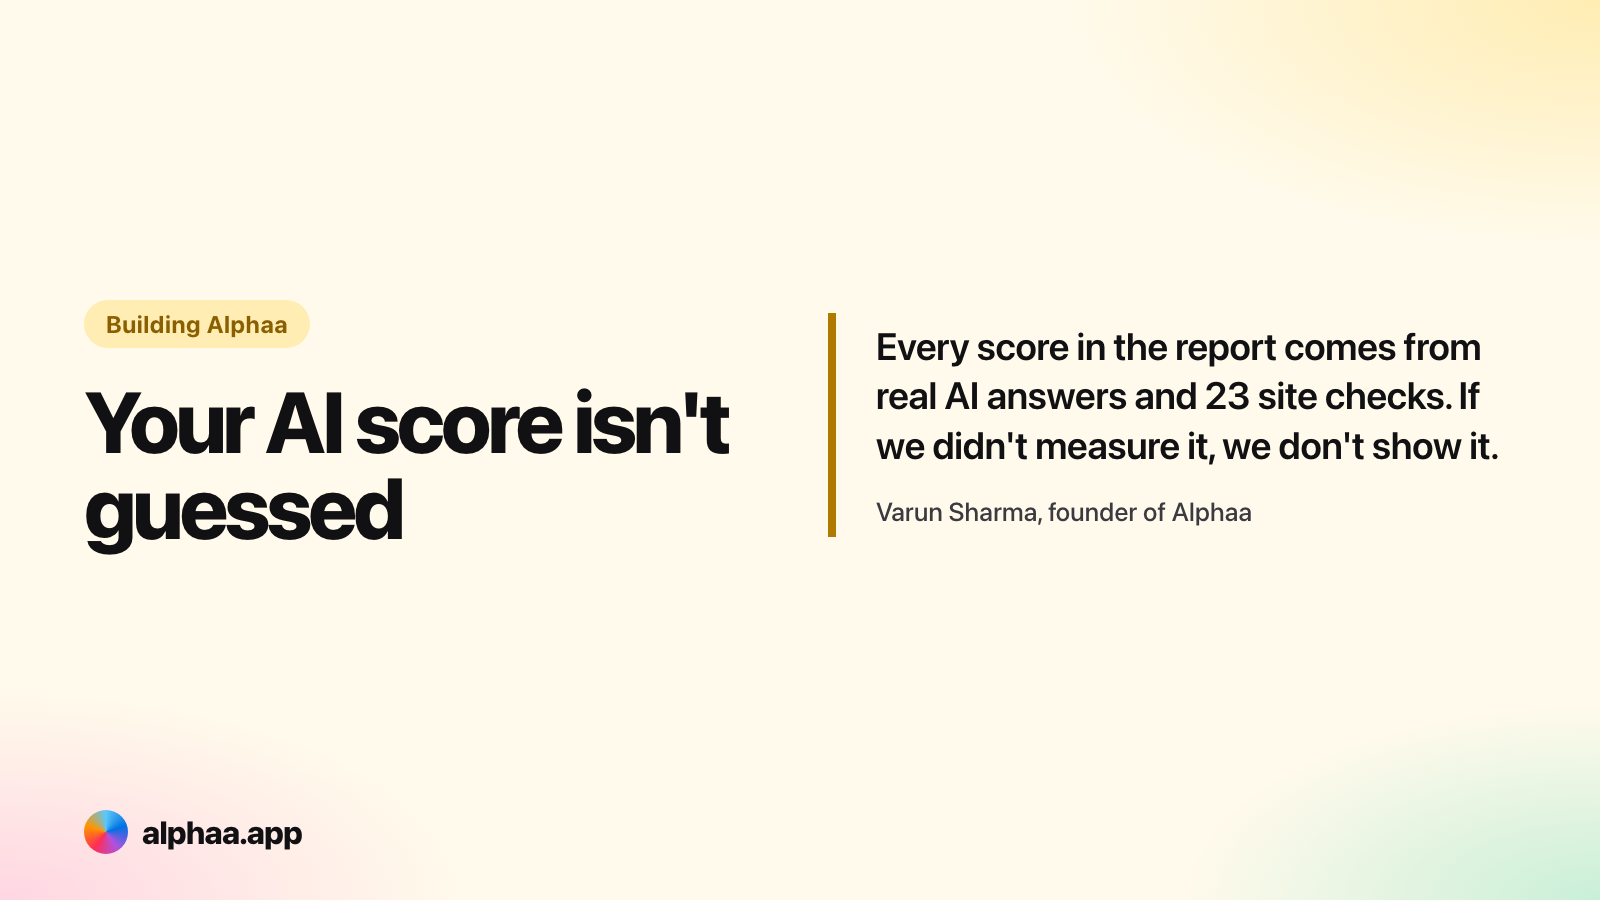 Building Alphaa
Your AI score isn't
guessed
Every score in the report comes from
real AI answers and 23 site checks. If
we didn't measure it, we don't show it.
Varun Sharma, founder of Alphaa
alphaa.app